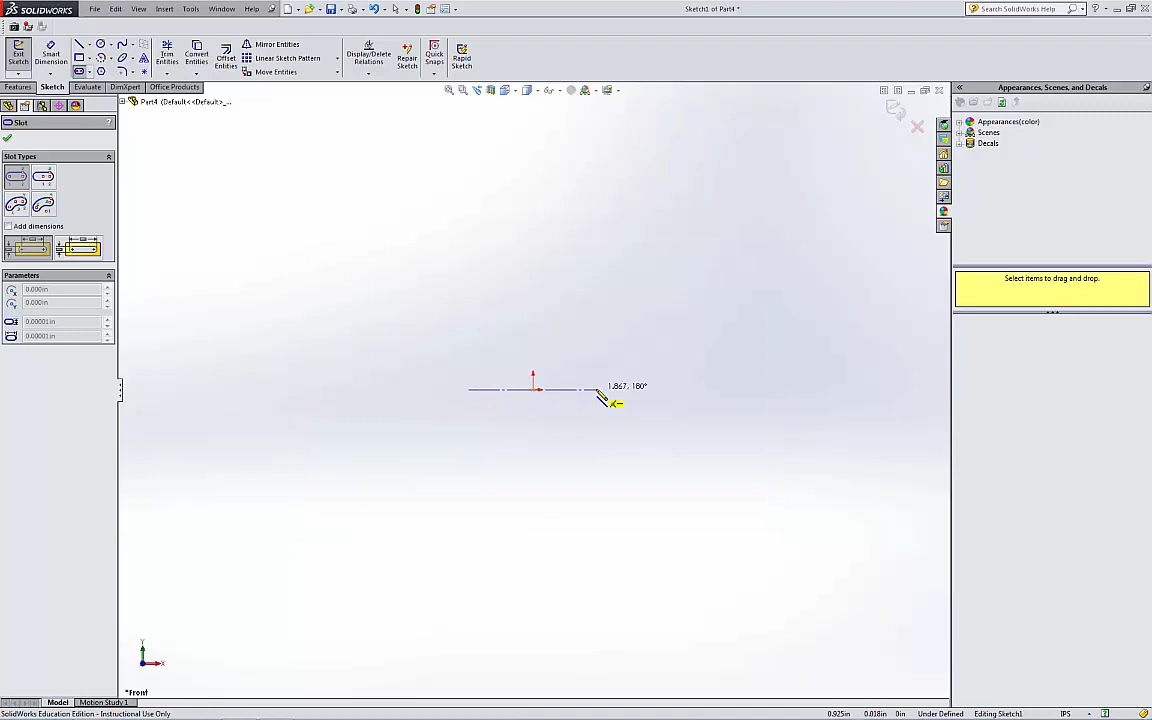 SOLIDWORKS File Edit View Insert Tools Window Help Sketch1 of Part4 * Search SolidWorks Help
Exit Sketch Smart Dimension Trim Entities Convert Entities Offset Entities Mirror Entities Linear Sketch Pattern Move Entities Display/Delete Relations Repair Sketch Quick Snaps Rapid Sketch
Features Sketch Evaluate DimXpert Office Products
Part4 (Default<<Default>_...
Appearances, Scenes, and Decals
Slot ?
Appearances(color)
Scenes
Decals
Slot Types
Add dimensions
Parameters
0.000in
0.000in
0.00001in
0.00001in
Select items to drag and drop.
1.867, 180°
Y
X
*Front
Model Motion Study 1
SolidWorks Education Edition - Instructional Use Only 0.925in 0.018in 0in Under Defined Editing Sketch1 IPS